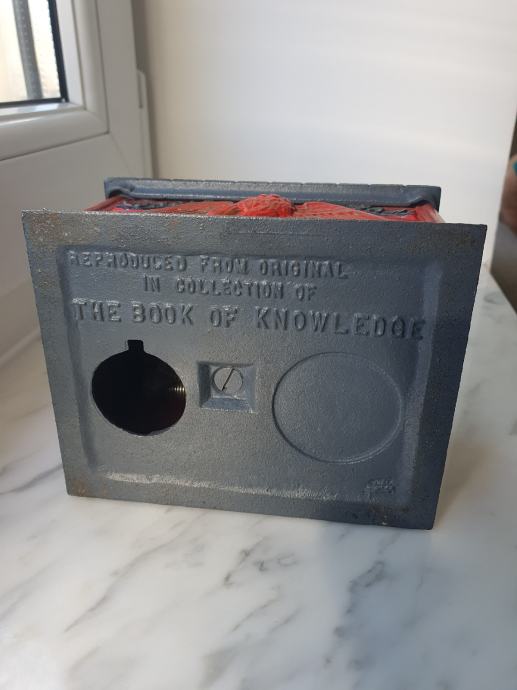 REPRODUCED FROM ORIGINAL
IN COLLECTION OF
THE BOOK OF KNOWLEDGE